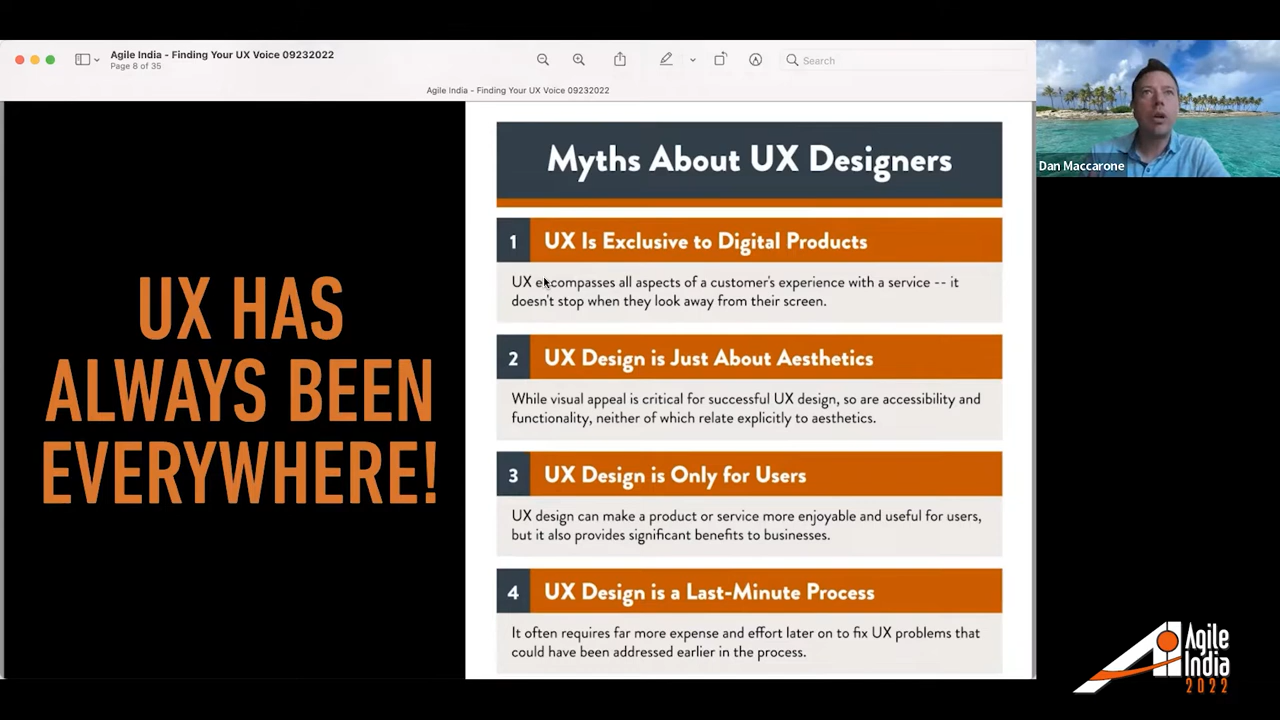 Agile India - Finding Your UX Voice 09232022
Page 8 of 35
Search
Agile India - Finding Your UX Voice 09232022
Dan Maccarone
UX HAS
ALWAYS BEEN
EVERYWHERE!
Myths About UX Designers
1 UX Is Exclusive to Digital Products
UX encompasses all aspects of a customer's experience with a service -- it
doesn't stop when they look away from their screen.
2 UX Design is Just About Aesthetics
While visual appeal is critical for successful UX design, so are accessibility and
functionality, neither of which relate explicitly to aesthetics.
3 UX Design is Only for Users
UX design can make a product or service more enjoyable and useful for users,
but it also provides significant benefits to businesses.
4 UX Design is a Last-Minute Process
It often requires far more expense and effort later on to fix UX problems that
could have been addressed earlier in the process.
Agile
India
2022